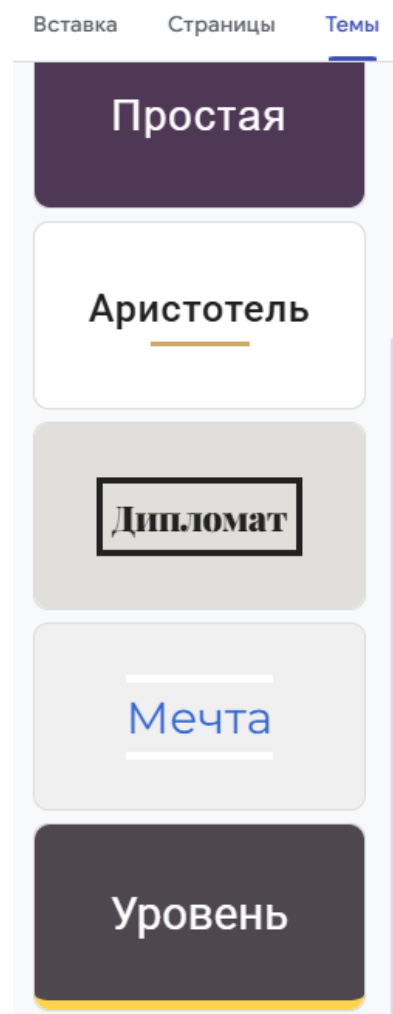 Вставка Страницы Темы
Простая
Аристотель
Дипломат
Мечта
Уровень